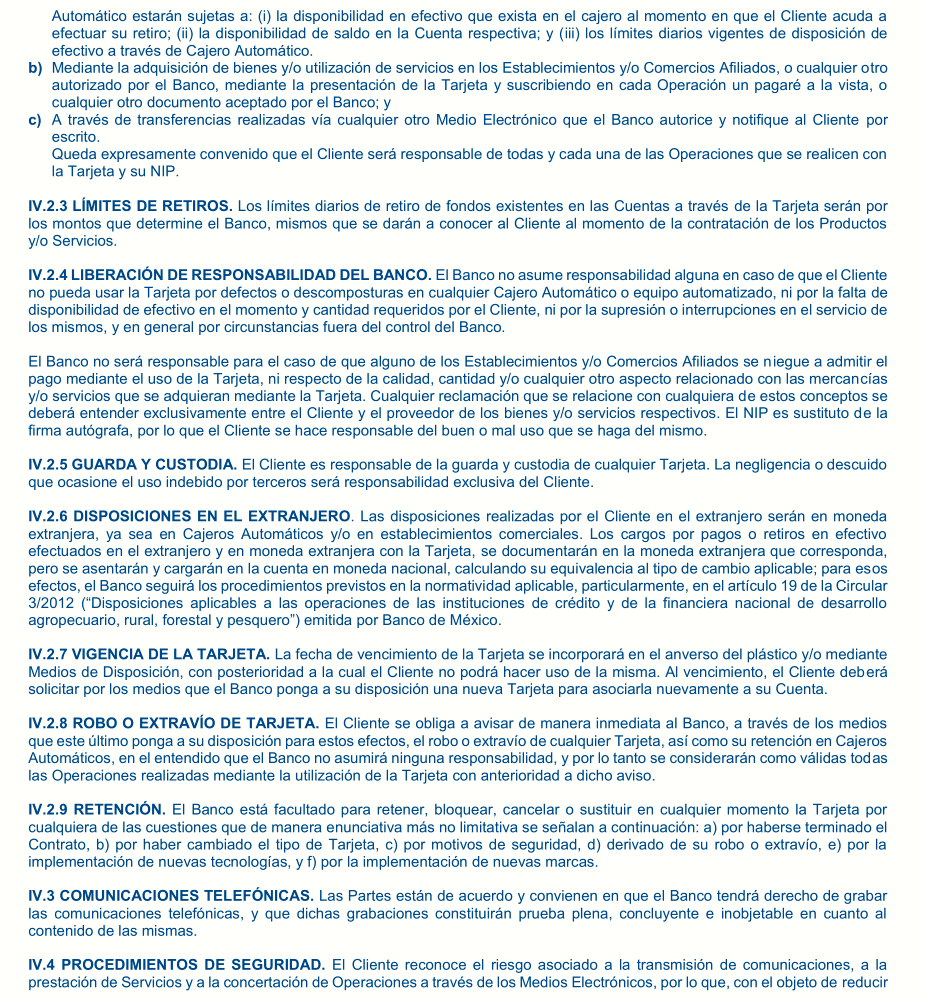 Automático estarán sujetas a: (i) la disponibilidad en efectivo que exista en el cajero al momento en que el Cliente acuda a
efectuar su retiro; (ii) la disponibilidad de saldo en la Cuenta respectiva; y (iii) los límites diarios vigentes de disposición de
efectivo a través de Cajero Automático.
b) Mediante la adquisición de bienes y/o utilización de servicios en los Establecimientos y/o Comercios Afiliados, o cualquier otro
autorizado por el Banco, mediante la presentación de la Tarjeta y suscribiendo en cada Operación un pagaré a la vista, o
cualquier otro documento aceptado por el Banco; y
c) A través de transferencias realizadas vía cualquier otro Medio Electrónico que el Banco autorice y notifique al Cliente por
escrito.
Queda expresamente convenido que el Cliente será responsable de todas y cada una de las Operaciones que se realicen con
la Tarjeta y su NIP.
IV.2.3 LÍMITES DE RETIROS. Los límites diarios de retiro de fondos existentes en las Cuentas a través de la Tarjeta serán por
los montos que determine el Banco, mismos que se darán a conocer al Cliente al momento de la contratación de los Productos
y/o Servicios.
IV.2.4 LIBERACIÓN DE RESPONSABILIDAD DEL BANCO. El Banco no asume responsabilidad alguna en caso de que el Cliente
no pueda usar la Tarjeta por defectos o descomposturas en cualquier Cajero Automático o equipo automatizado, ni por la falta de
disponibilidad de efectivo en el momento y cantidad requeridos por el Cliente, ni por la supresión o interrupciones en el servicio de
los mismos, y en general por circunstancias fuera del control del Banco.
El Banco no será responsable para el caso de que alguno de los Establecimientos y/o Comercios Afiliados se niegue a admitir el
pago mediante el uso de la Tarjeta, ni respecto de la calidad, cantidad y/o cualquier otro aspecto relacionado con las mercancías
y/o servicios que se adquieran mediante la Tarjeta. Cualquier reclamación que se relacione con cualquiera de estos conceptos se
deberá entender exclusivamente entre el Cliente y el proveedor de los bienes y/o servicios respectivos. El NIP es sustituto de la
firma autógrafa, por lo que el Cliente se hace responsable del buen o mal uso que se haga del mismo.
IV.2.5 GUARDA Y CUSTODIA. El Cliente es responsable de la guarda y custodia de cualquier Tarjeta. La negligencia o descuido
que ocasione el uso indebido por terceros será responsabilidad exclusiva del Cliente.
IV.2.6 DISPOSICIONES EN EL EXTRANJERO. Las disposiciones realizadas por el Cliente en el extranjero serán en moneda
extranjera, ya sea en Cajeros Automáticos y/o en establecimientos comerciales. Los cargos por pagos o retiros en efectivo
efectuados en el extranjero y en moneda extranjera con la Tarjeta, se documentarán en la moneda extranjera que corresponda,
pero se asentarán y cargarán en la cuenta en moneda nacional, calculando su equivalencia al tipo de cambio aplicable; para esos
efectos, el Banco seguirá los procedimientos previstos en la normatividad aplicable, particularmente, en el artículo 19 de la Circular
3/2012 (“Disposiciones aplicables a las operaciones de las instituciones de crédito y de la financiera nacional de desarrollo
agropecuario, rural, forestal y pesquero”) emitida por Banco de México.
IV.2.7 VIGENCIA DE LA TARJETA. La fecha de vencimiento de la Tarjeta se incorporará en el anverso del plástico y/o mediante
Medios de Disposición, con posterioridad a la cual el Cliente no podrá hacer uso de la misma. Al vencimiento, el Cliente deberá
solicitar por los medios que el Banco ponga a su disposición una nueva Tarjeta para asociarla nuevamente a su Cuenta.
IV.2.8 ROBO O EXTRAVÍO DE TARJETA. El Cliente se obliga a avisar de manera inmediata al Banco, a través de los medios
que este último ponga a su disposición para estos efectos, el robo o extravío de cualquier Tarjeta, así como su retención en Cajeros
Automáticos, en el entendido que el Banco no asumirá ninguna responsabilidad, y por lo tanto se considerarán como válidas todas
las Operaciones realizadas mediante la utilización de la Tarjeta con anterioridad a dicho aviso.
IV.2.9 RETENCIÓN. El Banco está facultado para retener, bloquear, cancelar o sustituir en cualquier momento la Tarjeta por
cualquiera de las cuestiones que de manera enunciativa más no limitativa se señalan a continuación: a) por haberse terminado el
Contrato, b) por haber cambiado el tipo de Tarjeta, c) por motivos de seguridad, d) derivado de su robo o extravío, e) por la
implementación de nuevas tecnologías, y f) por la implementación de nuevas marcas.
IV.3 COMUNICACIONES TELEFÓNICAS. Las Partes están de acuerdo y convienen en que el Banco tendrá derecho de grabar
las comunicaciones telefónicas, y que dichas grabaciones constituirán prueba plena, concluyente e inobjetable en cuanto al
contenido de las mismas.
IV.4 PROCEDIMIENTOS DE SEGURIDAD. El Cliente reconoce el riesgo asociado a la transmisión de comunicaciones, a la
prestación de Servicios y a la concertación de Operaciones a través de los Medios Electrónicos, por lo que, con el objeto de reducir